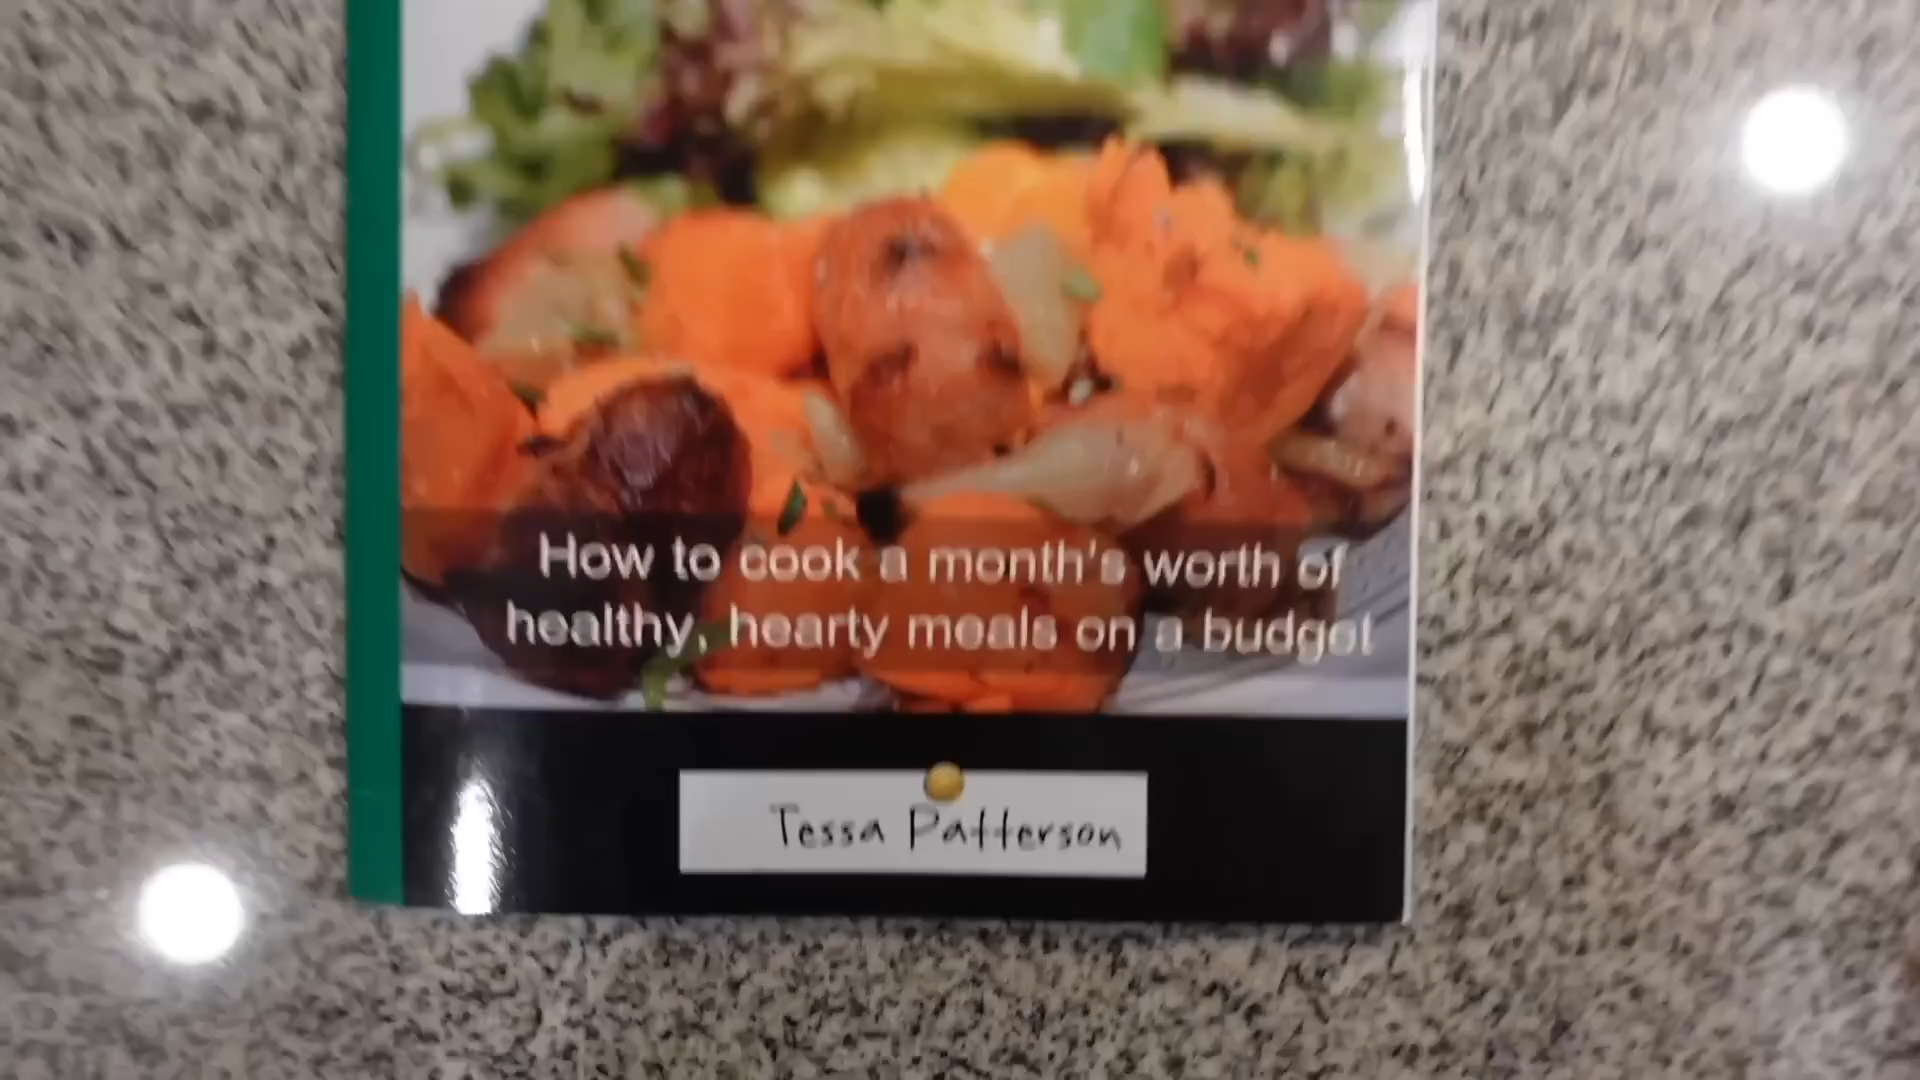 How to cook a month's worth of
healthy, hearty meals on a budget
Tessa Patterson